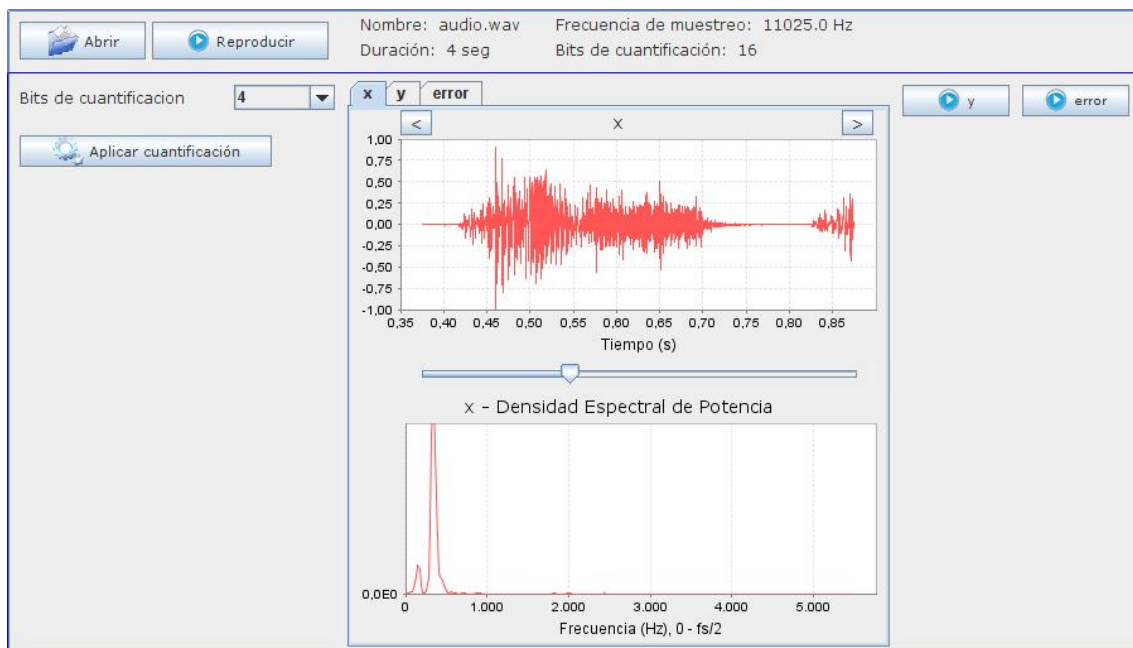 Abrir
Reproducir
Nombre: audio.wav
Frecuencia de muestreo: 11025.0 Hz
Duración: 4 seg
Bits de cuantificación: 16
Bits de cuantificacion
4
Aplicar cuantificación
x
y
error
<
x
>
1,00
0,75
0,50
0,25
0,00
-0,25
-0,50
-0,75
-1,00
0,35 0,40 0,45 0,50 0,55 0,60 0,65 0,70 0,75 0,80 0,85
Tiempo (s)
x - Densidad Espectral de Potencia
0,0E0
0 1.000 2.000 3.000 4.000 5.000
Frecuencia (Hz), 0 - fs/2
y
error